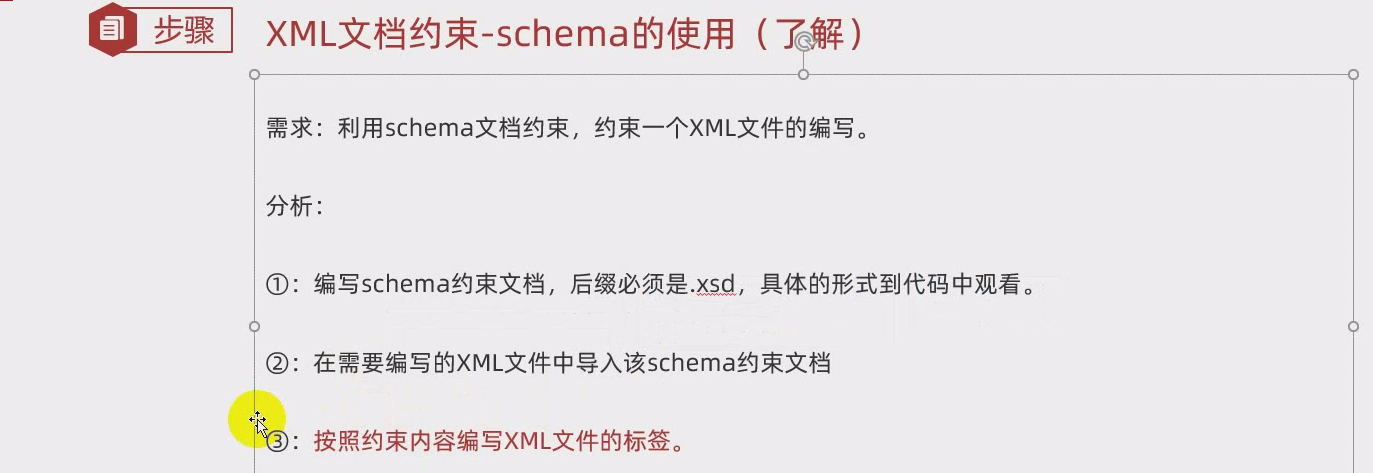 步骤
XML文档约束-schema的使用（了解）
需求：利用schema文档约束，约束一个XML文件的编写。
分析：
①：编写schema约束文档，后缀必须是.xsd，具体的形式到代码中观看。
②：在需要编写的XML文件中导入该schema约束文档
③：按照约束内容编写XML文件的标签。